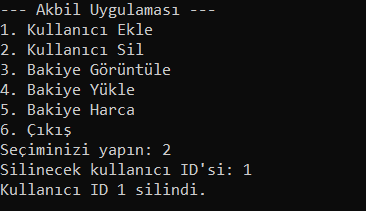 --- Akbil Uygulaması ---
1. Kullanıcı Ekle
2. Kullanıcı Sil
3. Bakiye Görüntüle
4. Bakiye Yükle
5. Bakiye Harca
6. Çıkış
Seçiminizi yapın: 2
Silinecek kullanıcı ID'si: 1
Kullanıcı ID 1 silindi.